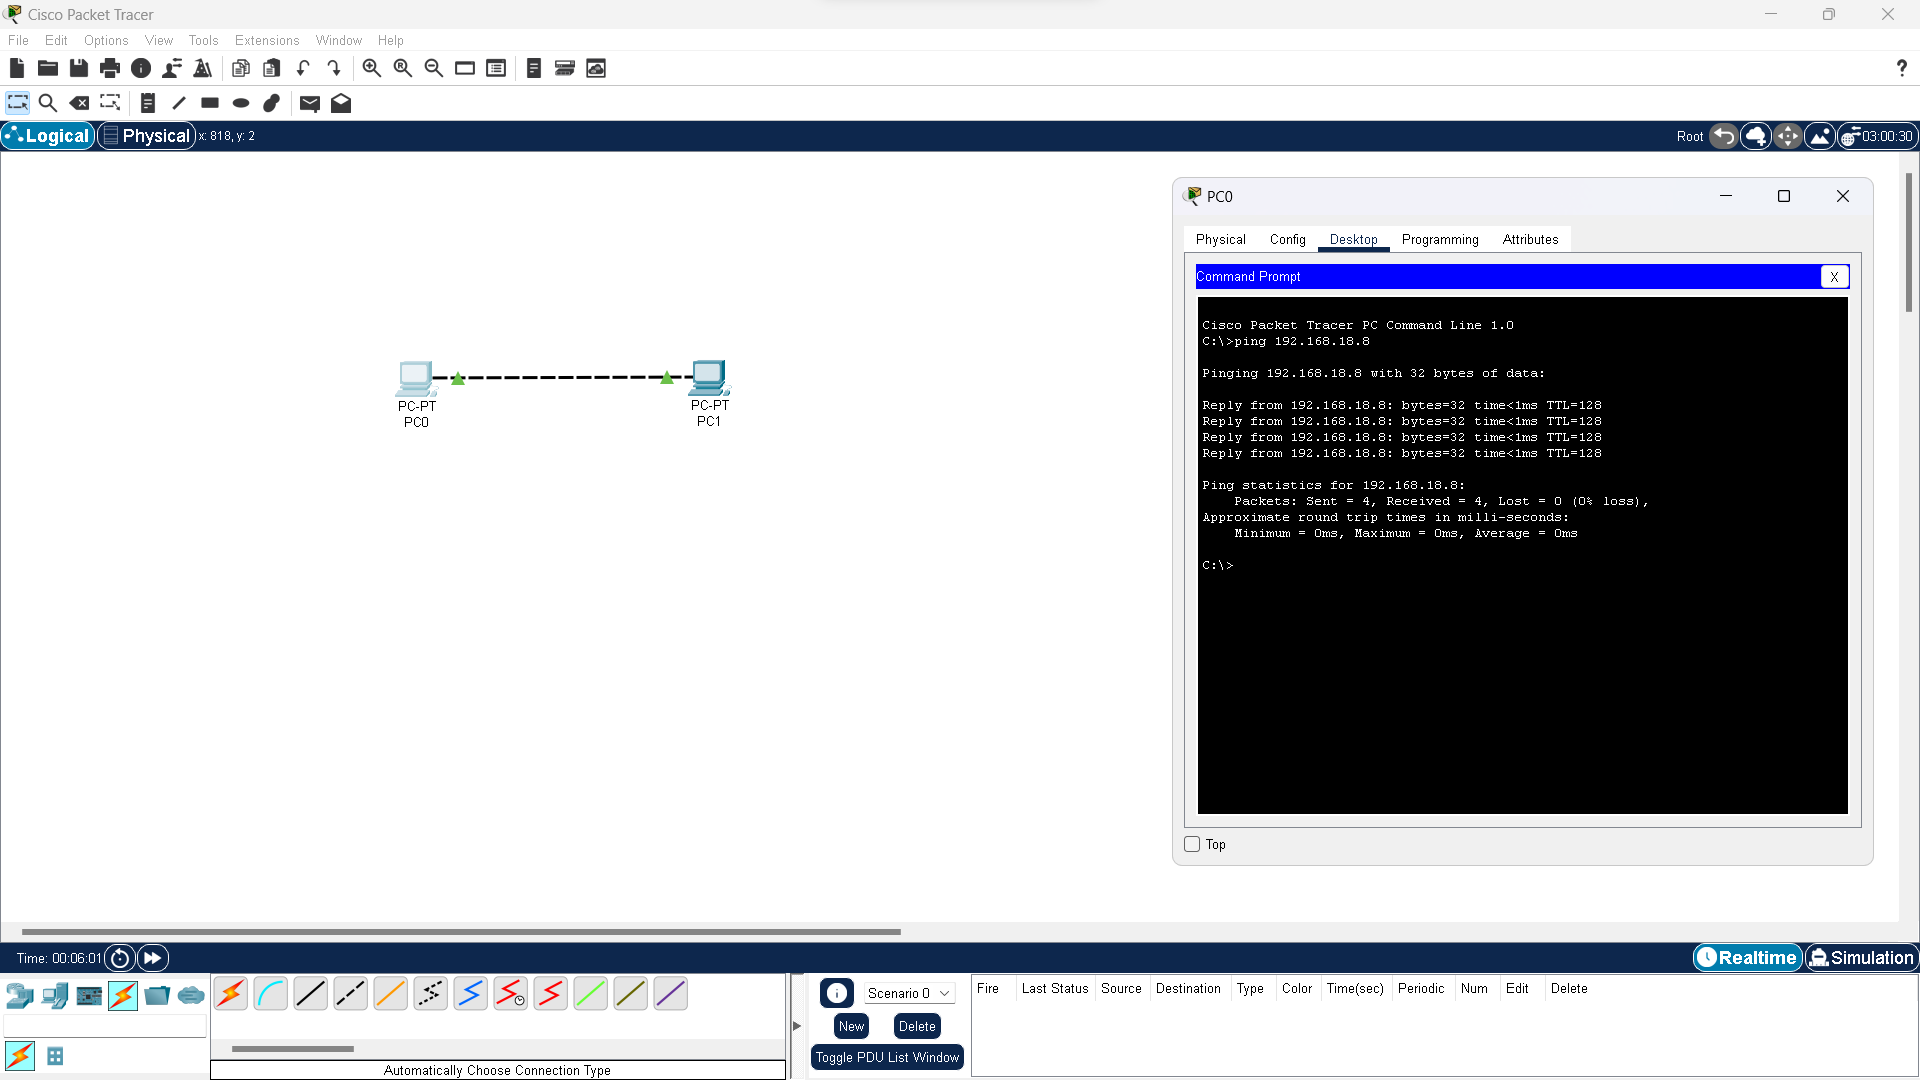 Cisco Packet Tracer
File Edit Options View Tools Extensions Window Help
?
Logical Physical x: 818, y: 2 Root 03:00:30
PC0
Physical Config Desktop Programming Attributes
Command Prompt X
Cisco Packet Tracer PC Command Line 1.0
C:\>ping 192.168.18.8
Pinging 192.168.18.8 with 32 bytes of data:
Reply from 192.168.18.8: bytes=32 time<1ms TTL=128
Reply from 192.168.18.8: bytes=32 time<1ms TTL=128
Reply from 192.168.18.8: bytes=32 time<1ms TTL=128
Reply from 192.168.18.8: bytes=32 time<1ms TTL=128
Ping statistics for 192.168.18.8:
Packets: Sent = 4, Received = 4, Lost = 0 (0% loss),
Approximate round trip times in milli-seconds:
Minimum = 0ms, Maximum = 0ms, Average = 0ms
C:\>
Top
PC-PT
PC0
PC-PT
PC1
Time: 00:06:01 Realtime Simulation
Scenario 0
New Delete
Toggle PDU List Window
Fire Last Status Source Destination Type Color Time(sec) Periodic Num Edit Delete
Automatically Choose Connection Type